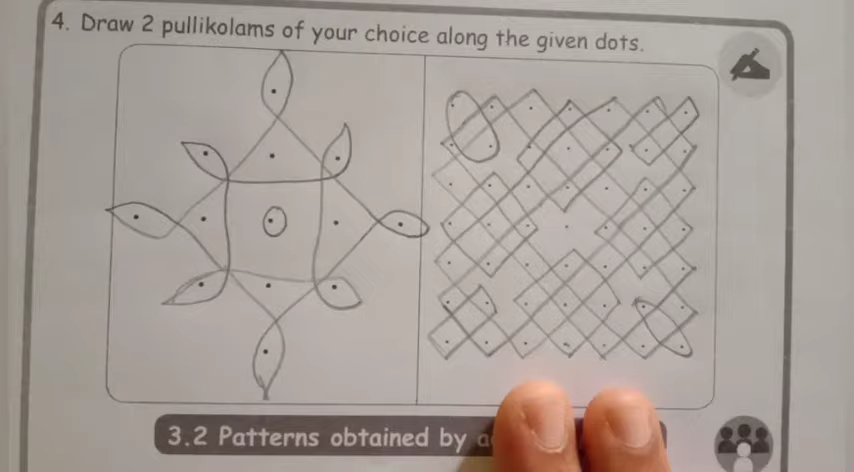 4. Draw 2 pullikolams of your choice along the given dots.
3.2 Patterns obtained by